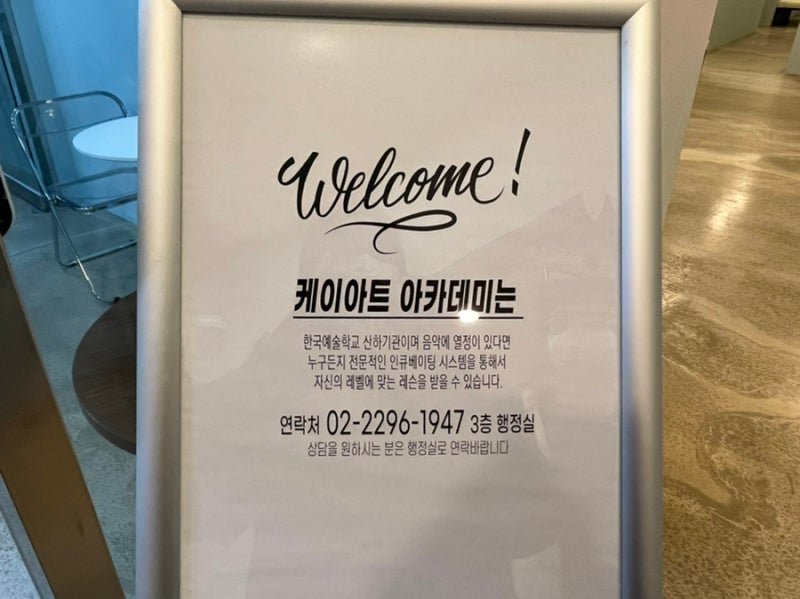 Welcome!
케이아트 아카데미는
한국예술학교 산하기관이며 음악에 열정이 있다면
누구든지 전문적인 인큐베이팅 시스템을 통해서
자신의 레벨에 맞는 레슨을 받을 수 있습니다.
연락처 02-2296-1947 3층 행정실
상담을 원하시는 분은 행정실로 연락바랍니다